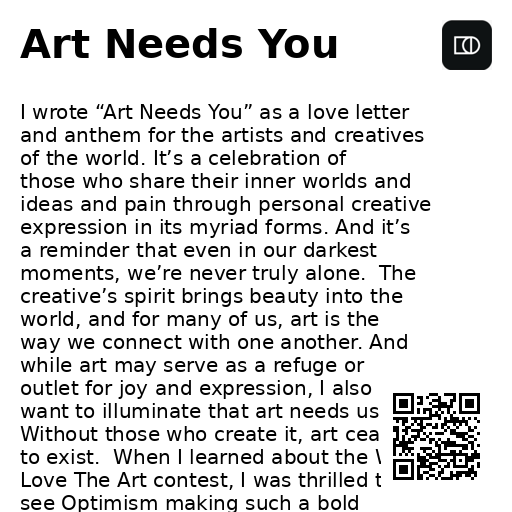 Art Needs You
I wrote “Art Needs You” as a love letter
and anthem for the artists and creatives
of the world. It’s a celebration of
those who share their inner worlds and
ideas and pain through personal creative
expression in its myriad forms. And it’s
a reminder that even in our darkest
moments, we’re never truly alone.  The
creative’s spirit brings beauty into the
world, and for many of us, art is the
way we connect with one another. And
while art may serve as a refuge or
outlet for joy and expression, I also
want to illuminate that art needs us
Without those who create it, art
to exist.  When I learned about the
Love The Art contest, I was thrilled
see Optimism making such a bold